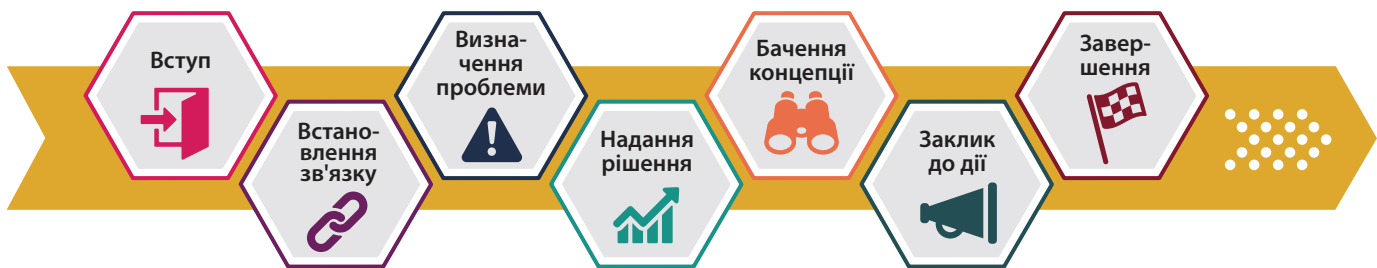 Вступ
Встано-
влення
зв'язку
Визна-
чення
проблеми
Надання
рішення
Бачення
концепції
Заклик
до дії
Завер-
шення